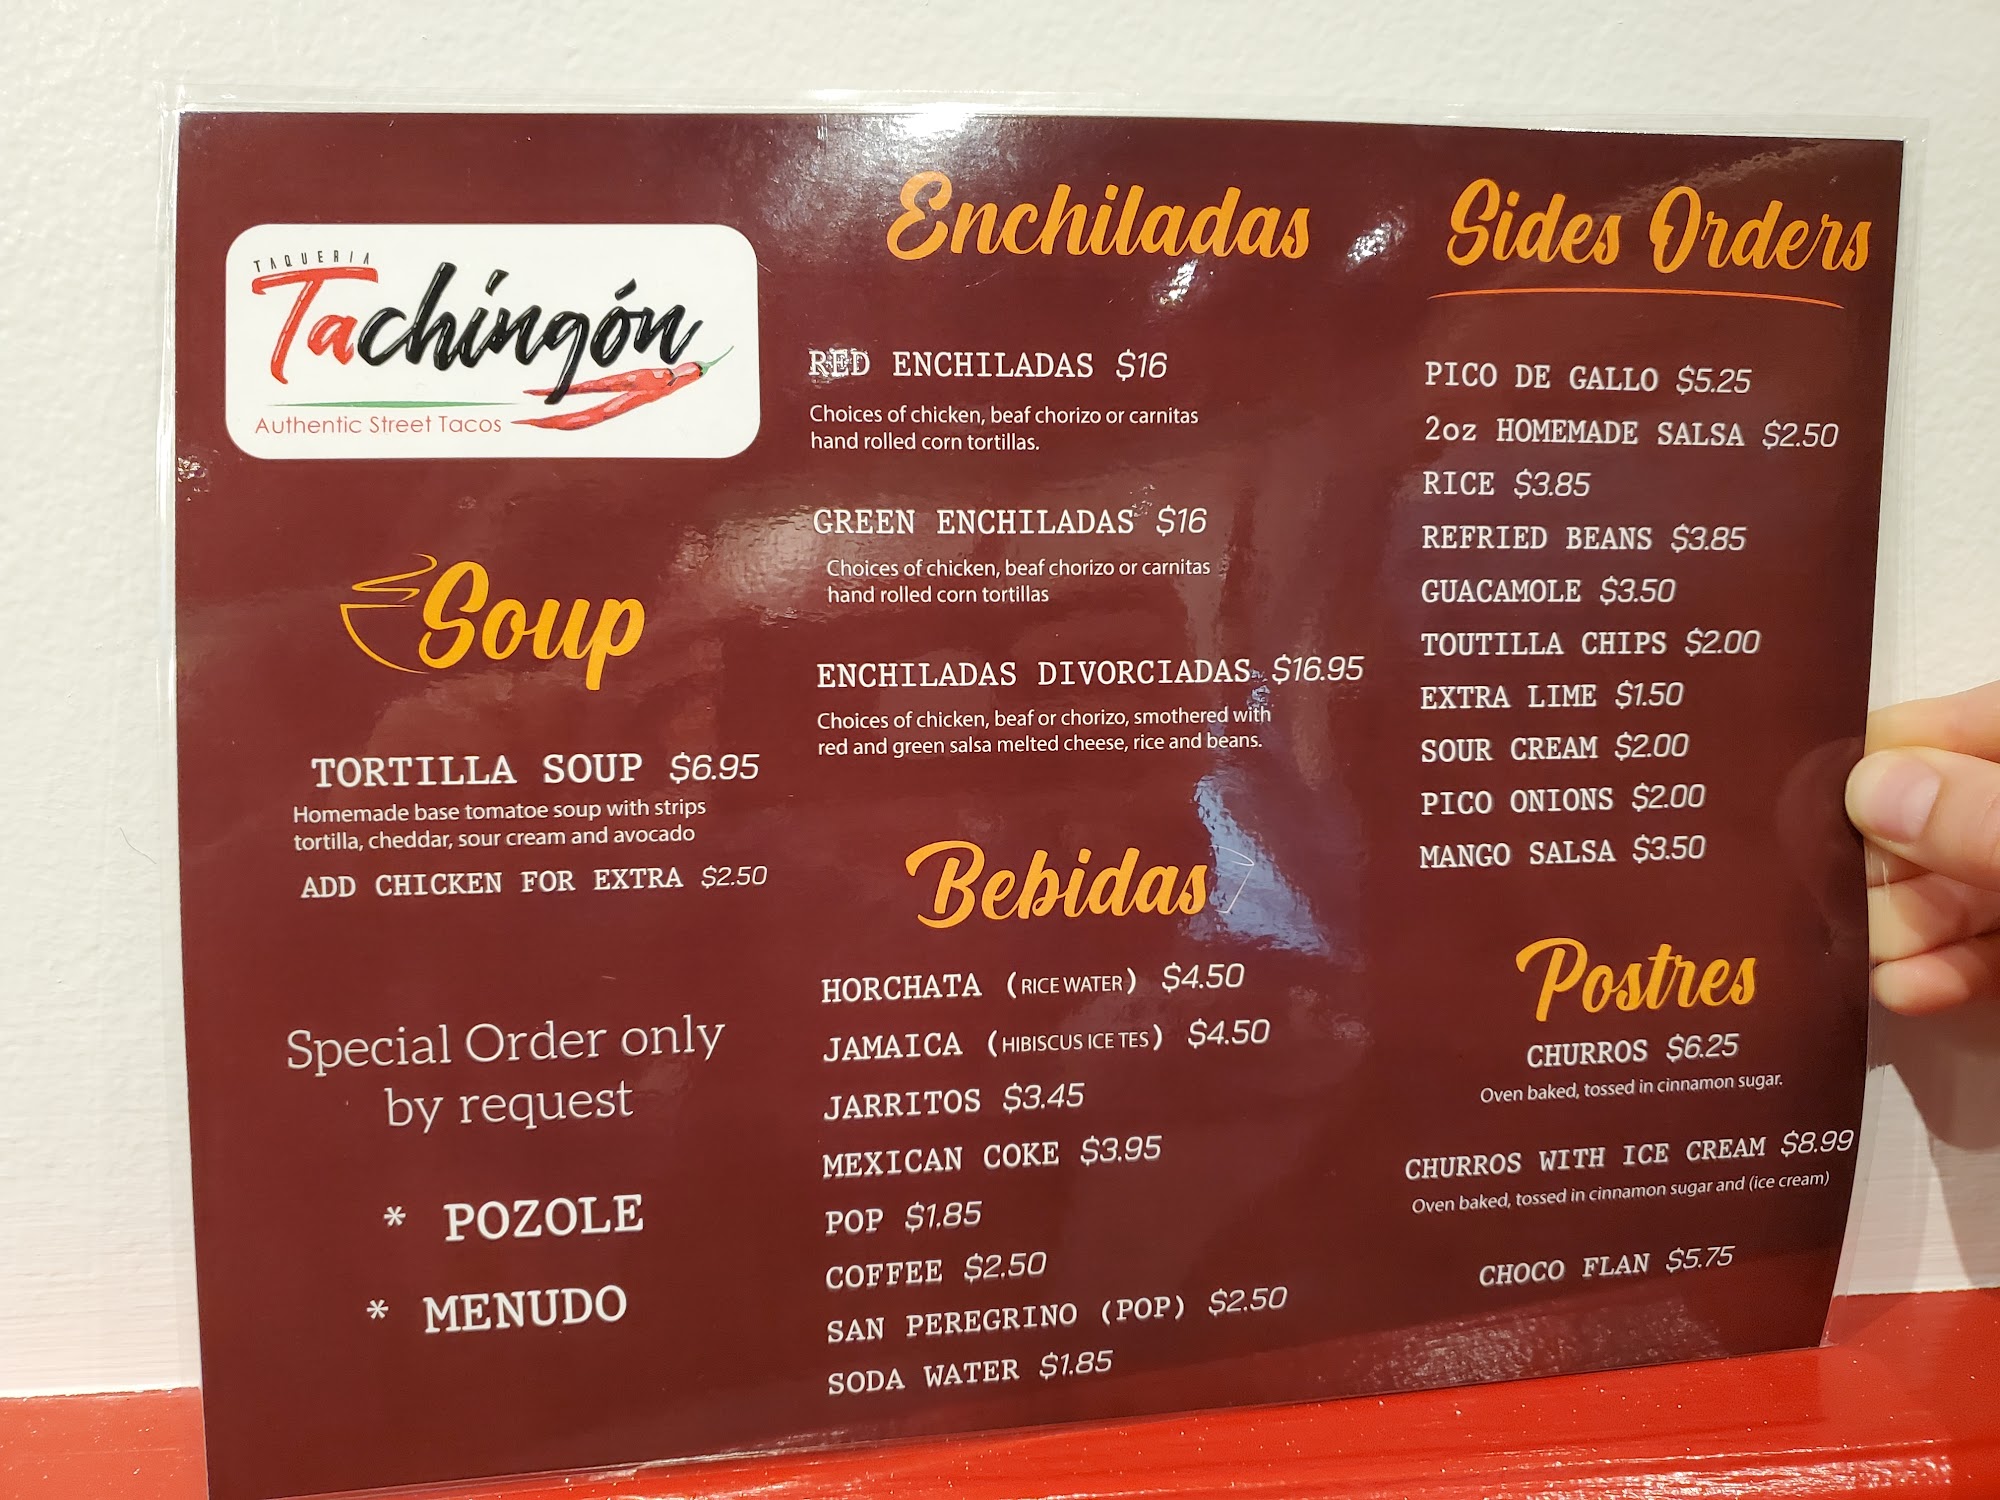 TAQUERIA
Tachingón
Authentic Street Tacos
Soup
TORTILLA SOUP $6.95
Homemade base tomatoe soup with strips
tortilla, cheddar, sour cream and avocado
ADD CHICKEN FOR EXTRA $2.50
Special Order only
by request
* POZOLE
* MENUDO
Enchiladas
RED ENCHILADAS $16
Choices of chicken, beaf chorizo or carnitas
hand rolled corn tortillas.
GREEN ENCHILADAS $16
Choices of chicken, beaf chorizo or carnitas
hand rolled corn tortillas
ENCHILADAS DIVORCIADAS $16.95
Choices of chicken, beaf or chorizo, smothered with
red and green salsa melted cheese, rice and beans.
Bebidas
HORCHATA (RICE WATER) $4.50
JAMAICA (HIBISCUS ICE TES) $4.50
JARRITOS $3.45
MEXICAN COKE $3.95
POP $1.85
COFFEE $2.50
SAN PEREGRINO (POP) $2.50
SODA WATER $1.85
Sides Orders
PICO DE GALLO $5.25
2oz HOMEMADE SALSA $2.50
RICE $3.85
REFRIED BEANS $3.85
GUACAMOLE $3.50
TOUTILLA CHIPS $2.00
EXTRA LIME $1.50
SOUR CREAM $2.00
PICO ONIONS $2.00
MANGO SALSA $3.50
Postres
CHURROS $6.25
Oven baked, tossed in cinnamon sugar.
CHURROS WITH ICE CREAM $8.99
Oven baked, tossed in cinnamon sugar and (ice cream)
CHOCO FLAN $5.75